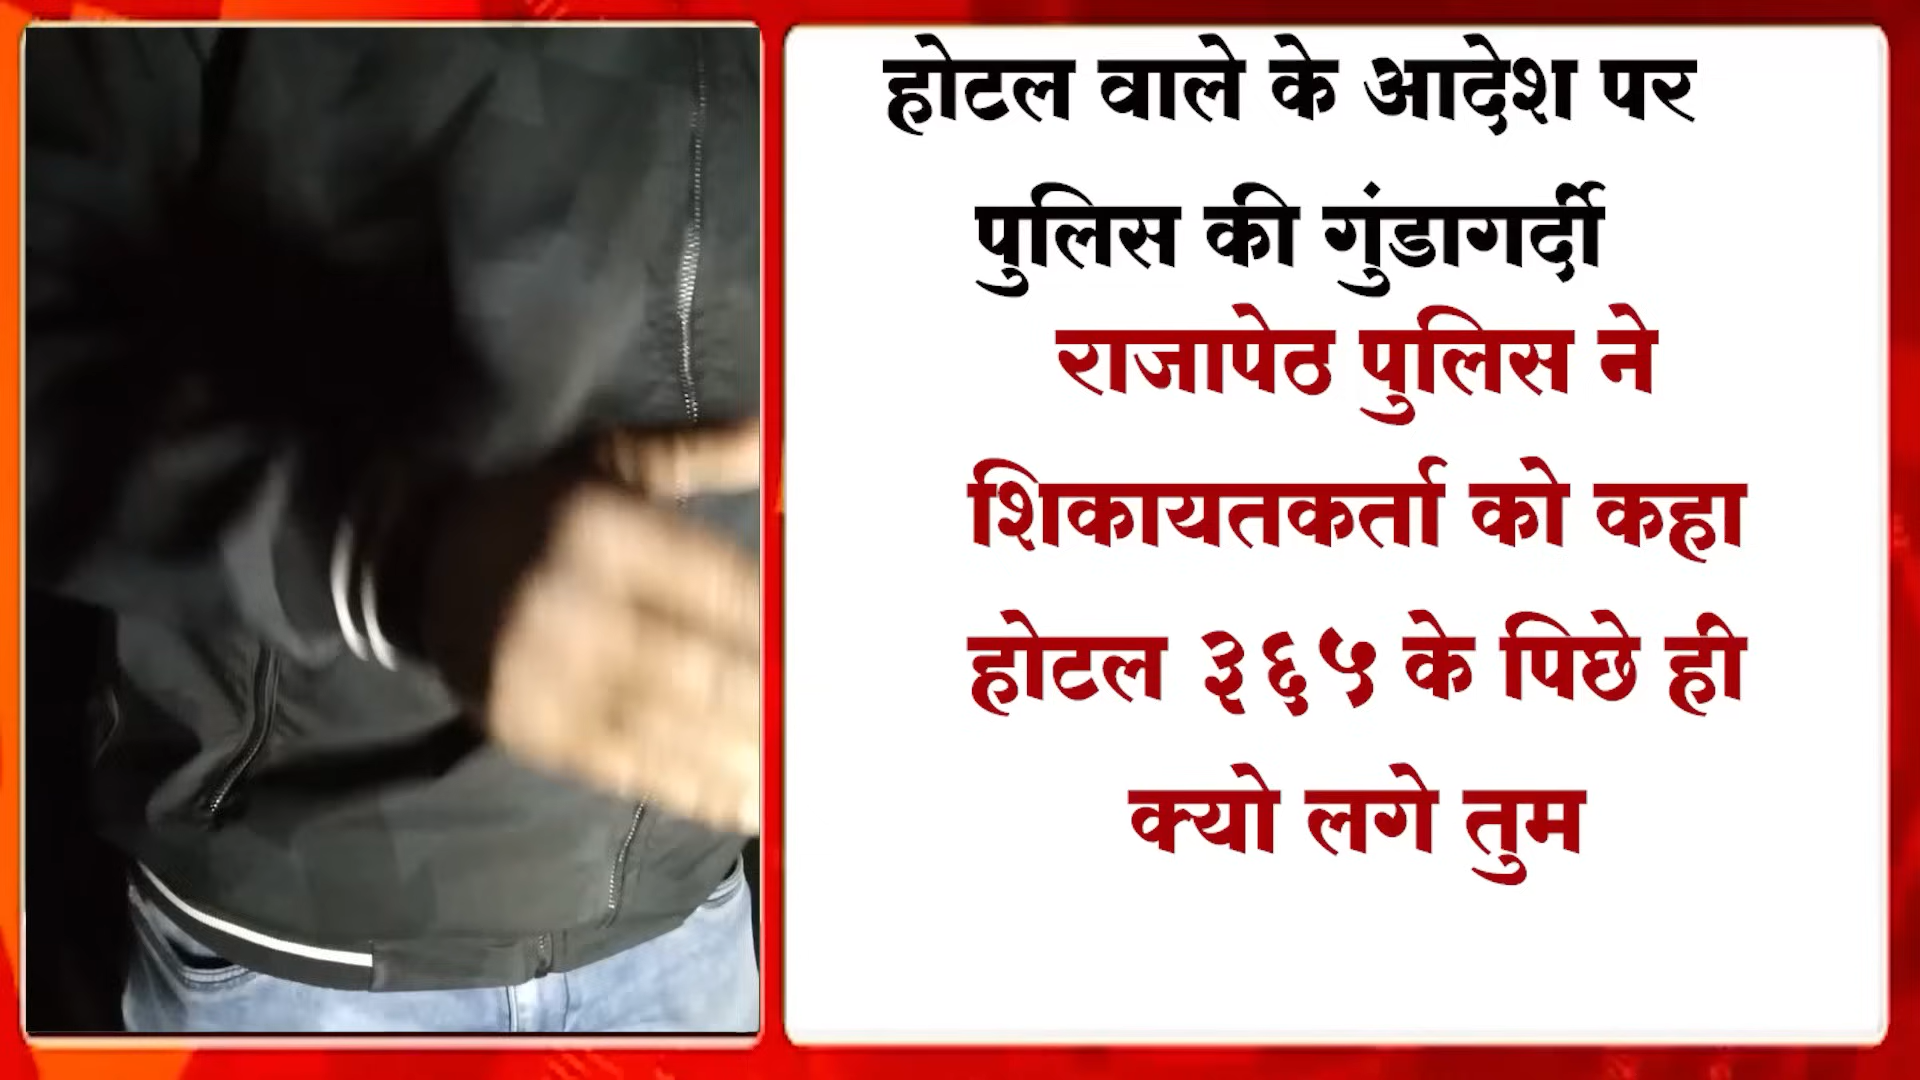 होटल वाले के आदेश पर
पुलिस की गुंडागर्दी
राजापेठ पुलिस ने
शिकायतकर्ता को कहा
होटल ३६५ के पिछे ही
क्यो लगे तुम